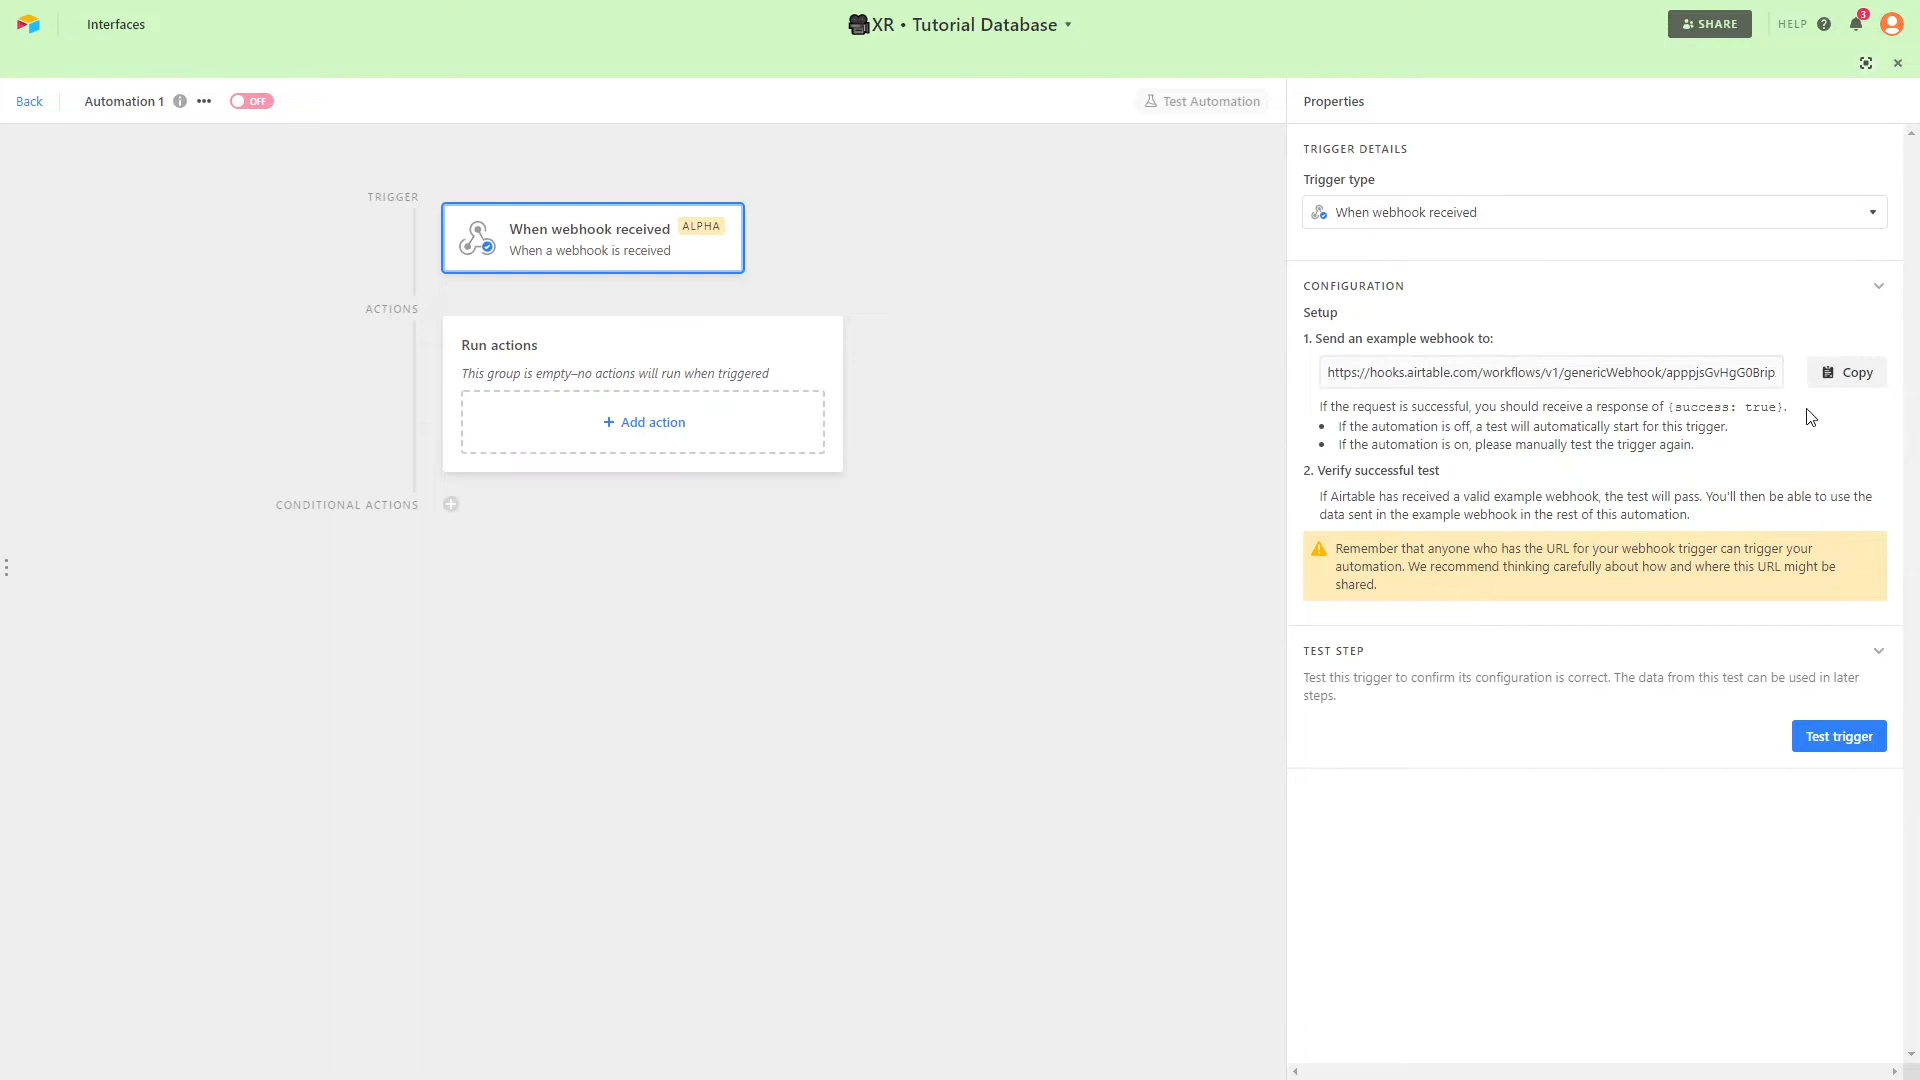 Interfaces
XR • Tutorial Database
SHARE
HELP
3
Back
Automation 1
OFF
Test Automation
Properties
TRIGGER
When webhook received
ALPHA
When a webhook is received
ACTIONS
Run actions
This group is empty–no actions will run when triggered
+ Add action
CONDITIONAL ACTIONS
TRIGGER DETAILS
Trigger type
When webhook received
CONFIGURATION
Setup
1. Send an example webhook to:
https://hooks.airtable.com/workflows/v1/genericWebhook/apppjsGvHgG0Brip
Copy
If the request is successful, you should receive a response of {success: true}.
• If the automation is off, a test will automatically start for this trigger.
• If the automation is on, please manually test the trigger again.
2. Verify successful test
If Airtable has received a valid example webhook, the test will pass. You'll then be able to use the
data sent in the example webhook in the rest of this automation.
Remember that anyone who has the URL for your webhook trigger can trigger your
automation. We recommend thinking carefully about how and where this URL might be
shared.
TEST STEP
Test this trigger to confirm its configuration is correct. The data from this test can be used in later
steps.
Test trigger